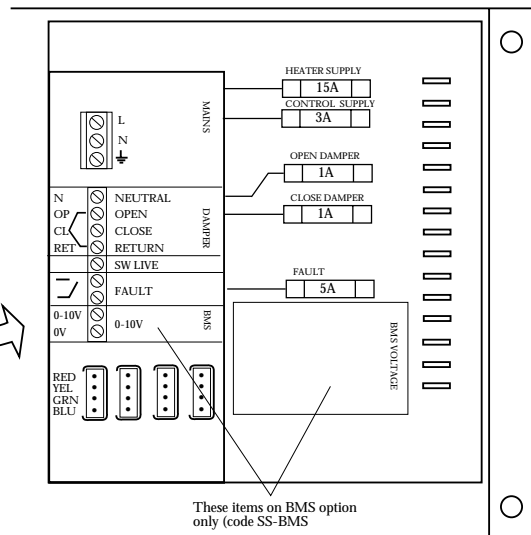 HEATER SUPPLY
15A
CONTROL SUPPLY
3A
MAINS
L
N
OPEN DAMPER
1A
CLOSE DAMPER
1A
N NEUTRAL
OP OPEN
CL CLOSE
RET RETURN
DAMPER
SW LIVE
FAULT
FAULT
5A
0-10V
0V
0-10V
BMS
BMS VOLTAGE
RED
YEL
GRN
BLU
These items on BMS option
only (code SS-BMS